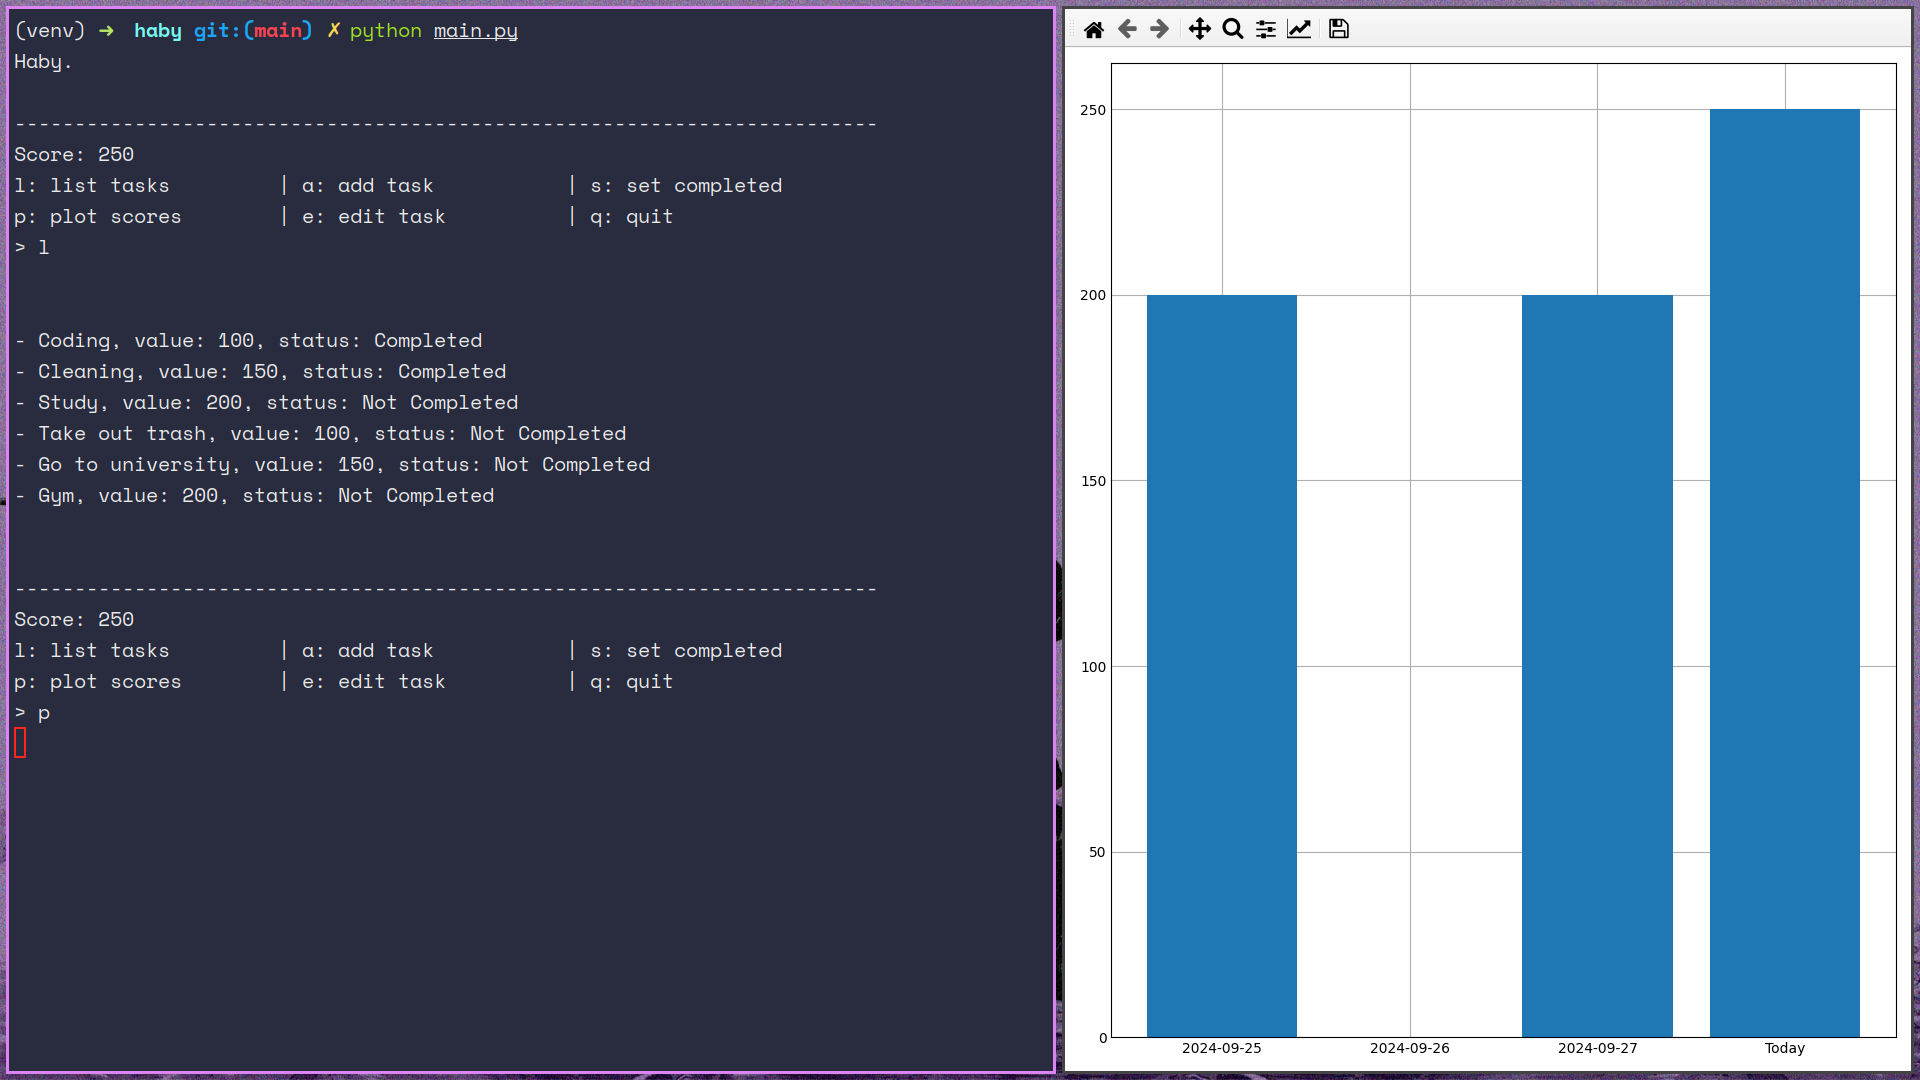 (venv) ➜ haby git:(main) ✗ python main.py
Haby.
------------------------------------------------------------------------
Score: 250
l: list tasks | a: add task | s: set completed
p: plot scores | e: edit task | q: quit
> l
- Coding, value: 100, status: Completed
- Cleaning, value: 150, status: Completed
- Study, value: 200, status: Not Completed
- Take out trash, value: 100, status: Not Completed
- Go to university, value: 150, status: Not Completed
- Gym, value: 200, status: Not Completed
------------------------------------------------------------------------
Score: 250
l: list tasks | a: add task | s: set completed
p: plot scores | e: edit task | q: quit
> p
250
200
150
100
50
0
2024-09-25 2024-09-26 2024-09-27 Today